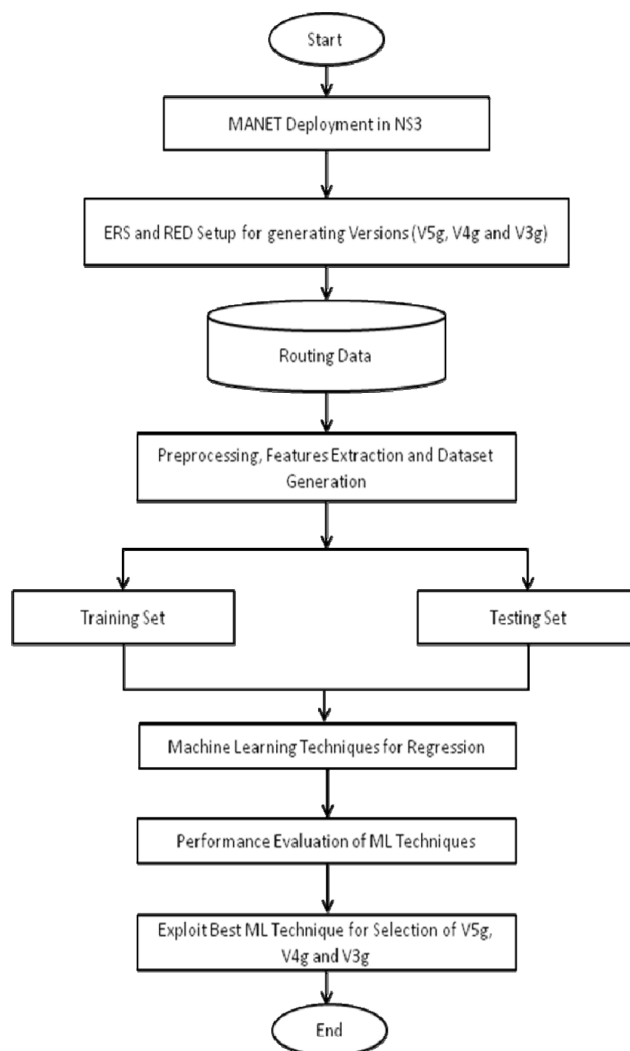 Start
MANET Deployment in NS3
ERS and RED Setup for generating Versions (V5g, V4g and V3g)
Routing Data
Preprocessing, Features Extraction and Dataset
Generation
Training Set
Testing Set
Machine Learning Techniques for Regression
Performance Evaluation of ML Techniques
Exploit Best ML Technique for Selection of V5g,
V4g and V3g
End